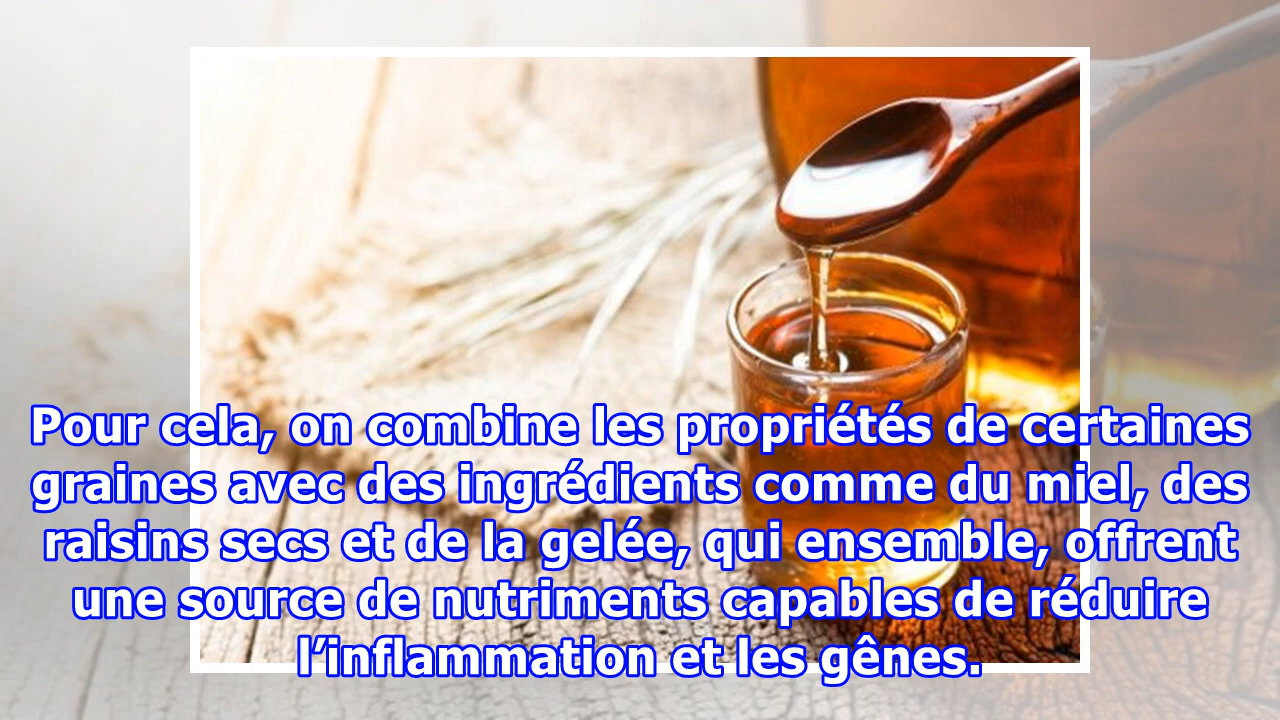 Pour cela, on combine les propriétés de certaines
graines avec des ingrédients comme du miel, des
raisins secs et de la gelée, qui ensemble, offrent
une source de nutriments capables de réduire
l’inflammation et les gênes.